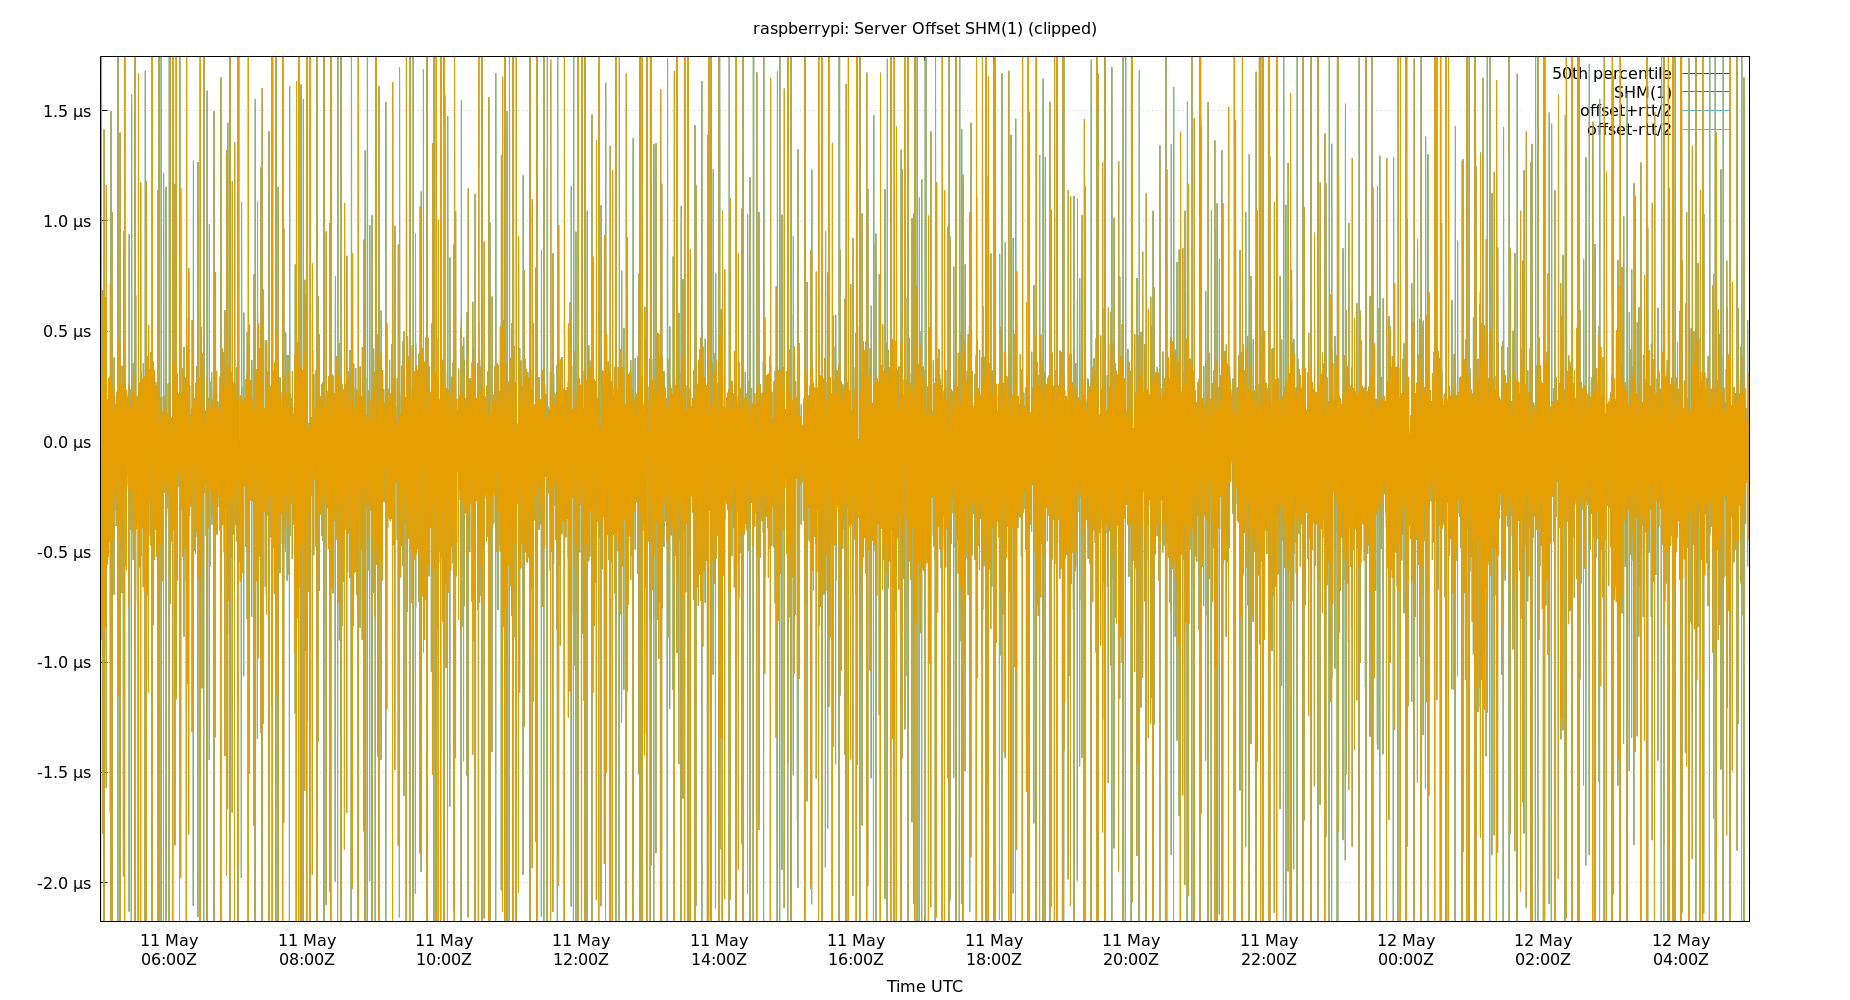 raspberrypi: Server Offset SHM(1) (clipped)
50th percentile
SHM(1)
offset+rtt/2
offset-rtt/2
1.5 µs
1.0 µs
0.5 µs
0.0 µs
-0.5 µs
-1.0 µs
-1.5 µs
-2.0 µs
11 May 11 May 11 May 11 May 11 May 11 May 11 May 11 May 11 May 12 May 12 May 12 May
06:00Z 08:00Z 10:00Z 12:00Z 14:00Z 16:00Z 18:00Z 20:00Z 22:00Z 00:00Z 02:00Z 04:00Z
Time UTC